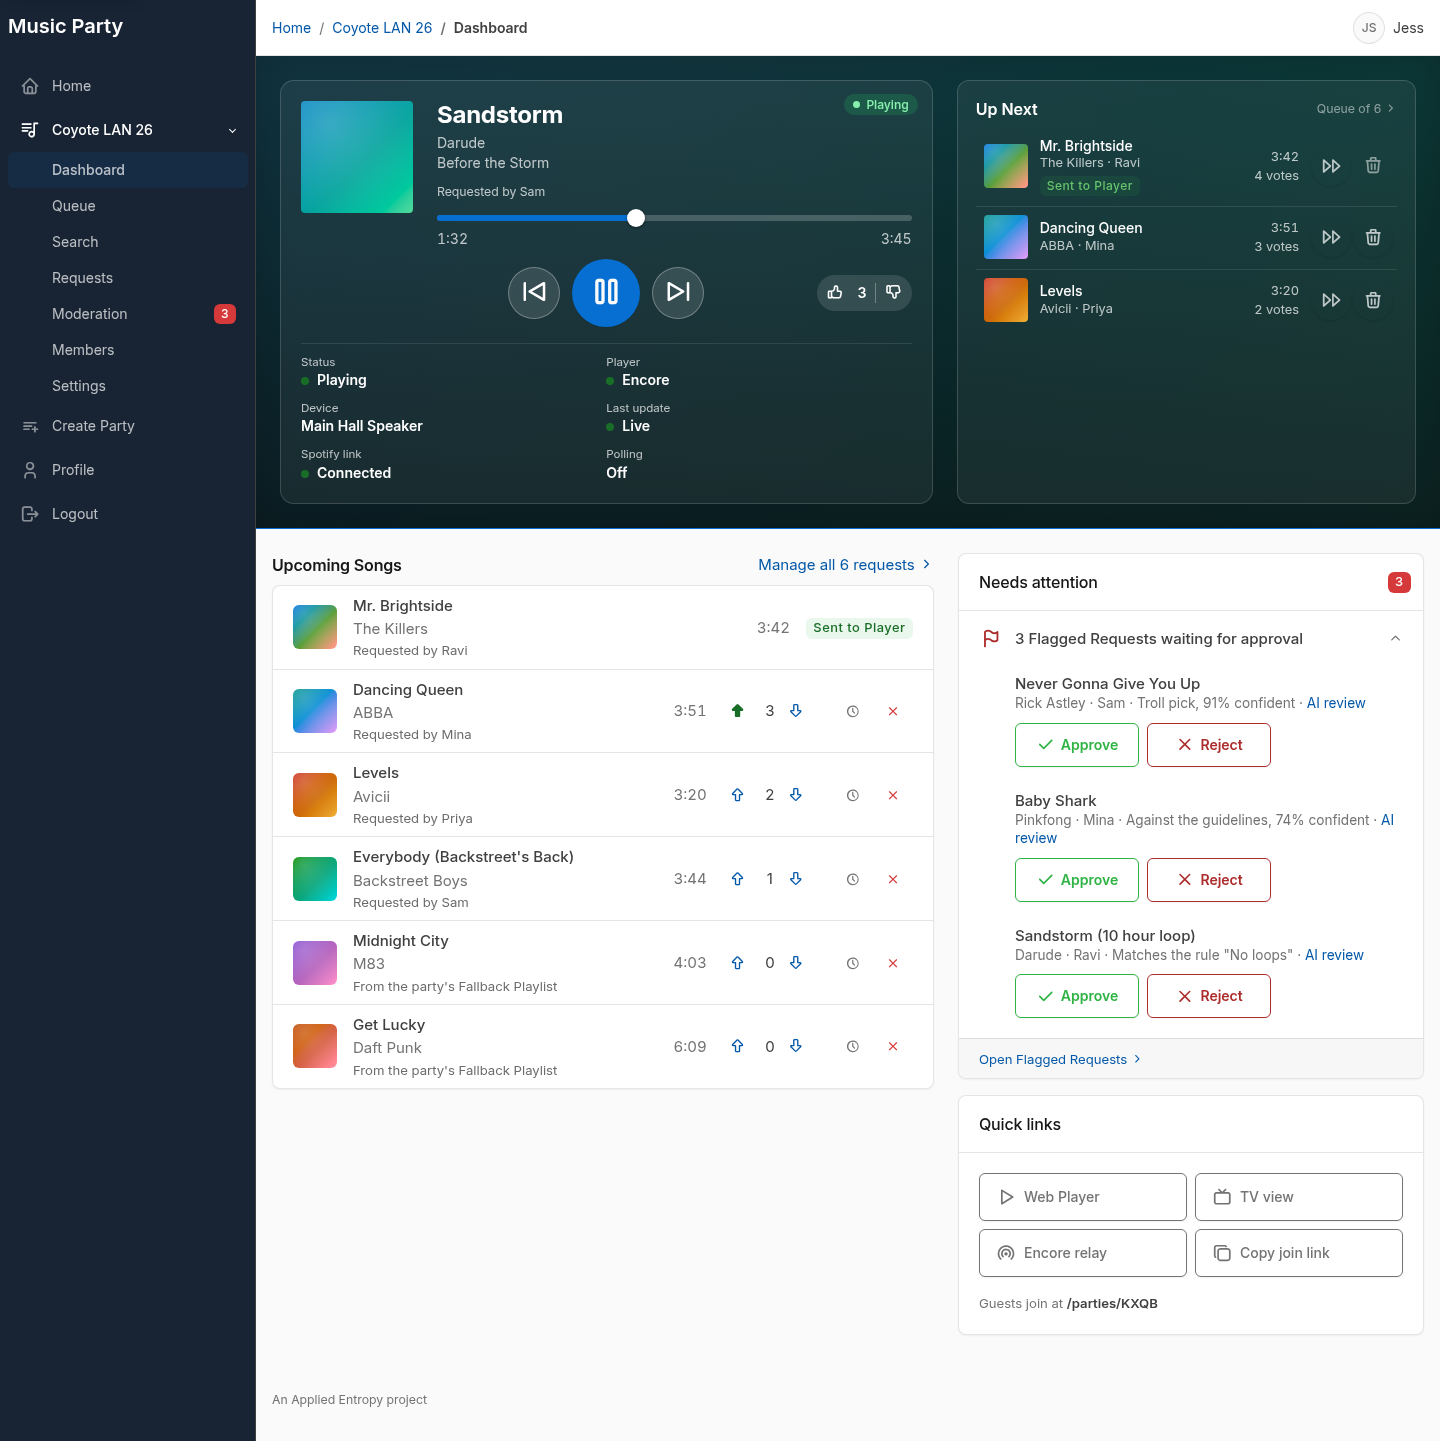 Music Party
Home
Coyote LAN 26
Dashboard
Queue
Search
Requests
Moderation 3
Members
Settings
Create Party
Profile
Logout
Home / Coyote LAN 26 / Dashboard
JS Jess
Sandstorm
Playing
Darude
Before the Storm
Requested by Sam
1:32 3:45
3
Status
Playing
Player
Encore
Device
Main Hall Speaker
Last update
Live
Spotify link
Connected
Polling
Off
Up Next
Queue of 6
Mr. Brightside
The Killers · Ravi
Sent to Player
3:42
4 votes
Dancing Queen
ABBA · Mina
3:51
3 votes
Levels
Avicii · Priya
3:20
2 votes
Upcoming Songs
Manage all 6 requests
Mr. Brightside
The Killers
Requested by Ravi
3:42 Sent to Player
Dancing Queen
ABBA
Requested by Mina
3:51 3
Levels
Avicii
Requested by Priya
3:20 2
Everybody (Backstreet's Back)
Backstreet Boys
Requested by Sam
3:44 1
Midnight City
M83
From the party's Fallback Playlist
4:03 0
Get Lucky
Daft Punk
From the party's Fallback Playlist
6:09 0
Needs attention 3
3 Flagged Requests waiting for approval
Never Gonna Give You Up
Rick Astley · Sam · Troll pick, 91% confident · AI review
Approve Reject
Baby Shark
Pinkfong · Mina · Against the guidelines, 74% confident · AI
review
Approve Reject
Sandstorm (10 hour loop)
Darude · Ravi · Matches the rule "No loops" · AI review
Approve Reject
Open Flagged Requests
Quick links
Web Player
TV view
Encore relay
Copy join link
Guests join at /parties/KXQB
An Applied Entropy project